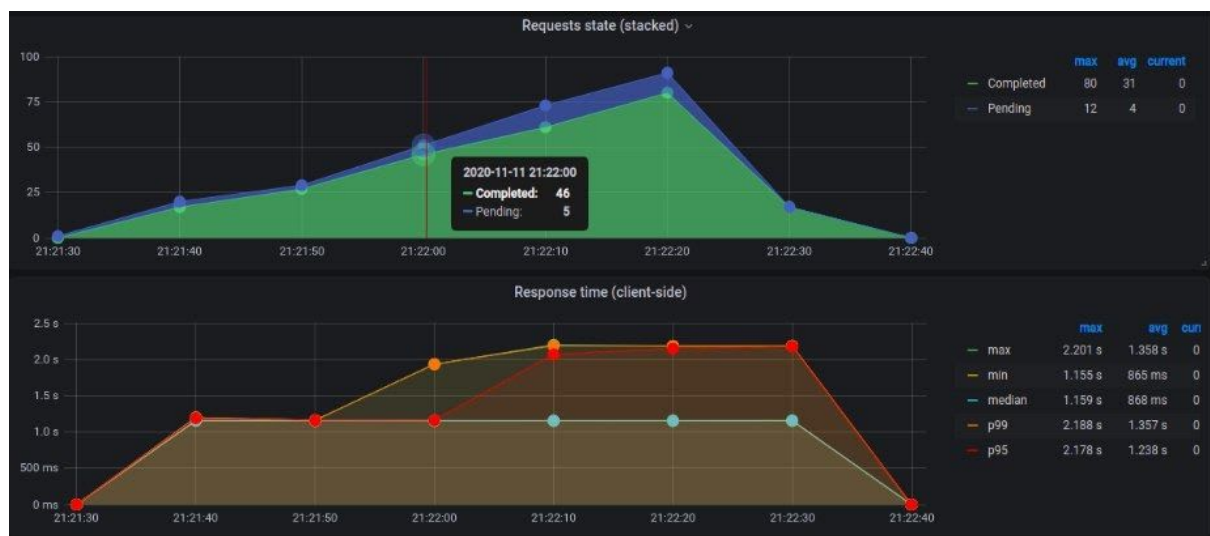 Requests state (stacked)
100
75
50
25
0
21:21:30 21:21:40 21:21:50 21:22:00 21:22:10 21:22:20 21:22:30 21:22:40
2020-11-11 21:22:00
Completed: 46
Pending: 5
max avg current
Completed 80 31 0
Pending 12 4 0
Response time (client-side)
2.5 s
2.0 s
1.5 s
1.0 s
500 ms
0 ms
21:21:30 21:21:40 21:21:50 21:22:00 21:22:10 21:22:20 21:22:30 21:22:40
max avg curr
max 2.201 s 1.358 s 0
min 1.155 s 865 ms 0
median 1.159 s 868 ms 0
p99 2.188 s 1.357 s 0
p95 2.178 s 1.238 s 0